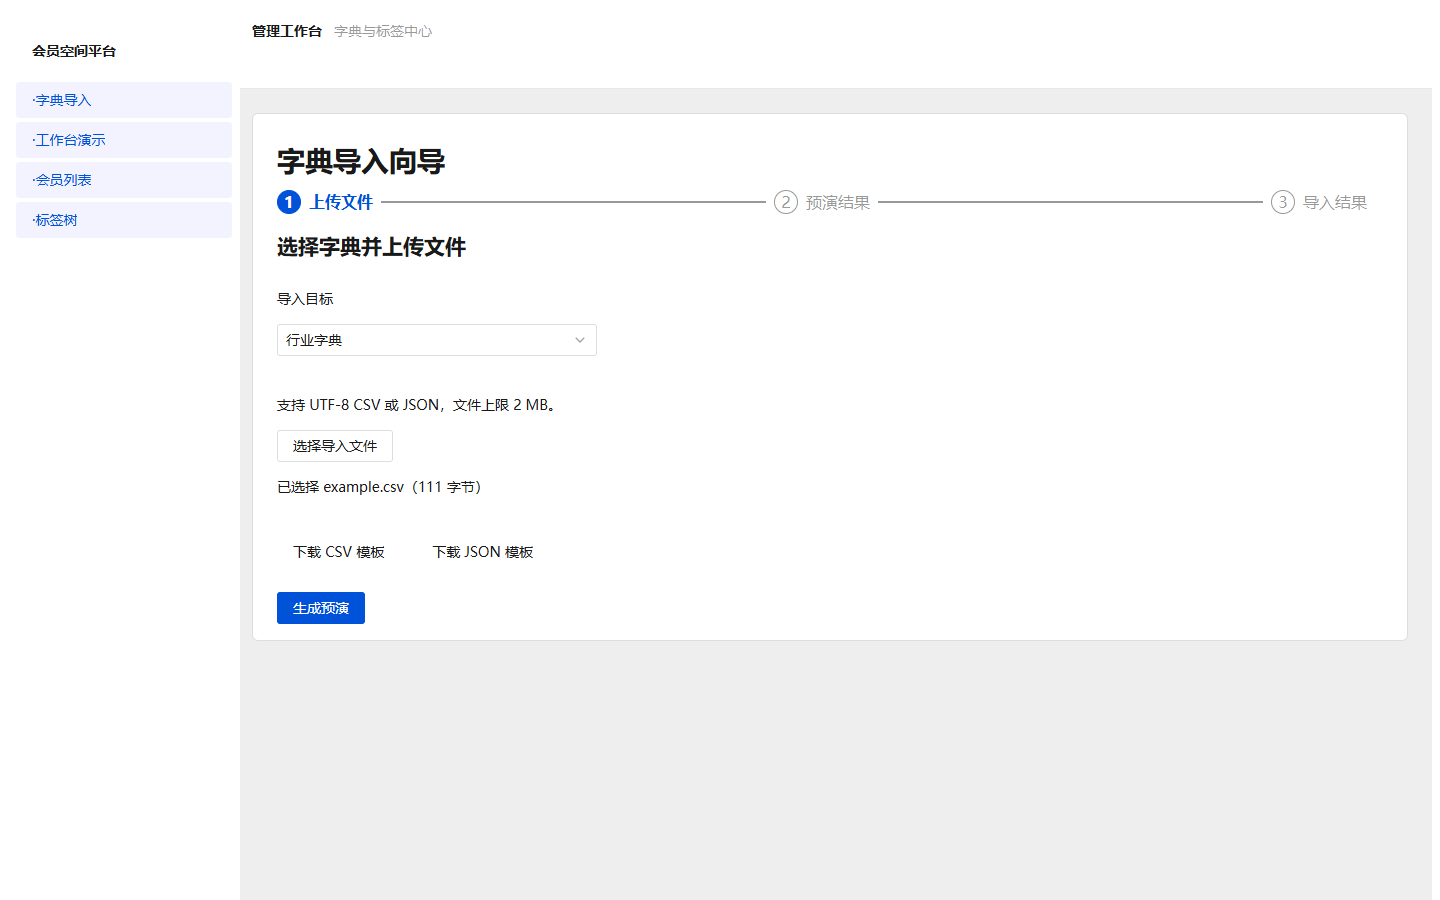 会员空间平台
·字典导入
·工作台演示
·会员列表
·标签树
管理工作台 字典与标签中心
字典导入向导
1 上传文件 2 预演结果 3 导入结果
选择字典并上传文件
导入目标
行业字典
支持 UTF-8 CSV 或 JSON，文件上限 2 MB。
选择导入文件
已选择 example.csv（111 字节）
下载 CSV 模板 下载 JSON 模板
生成预演